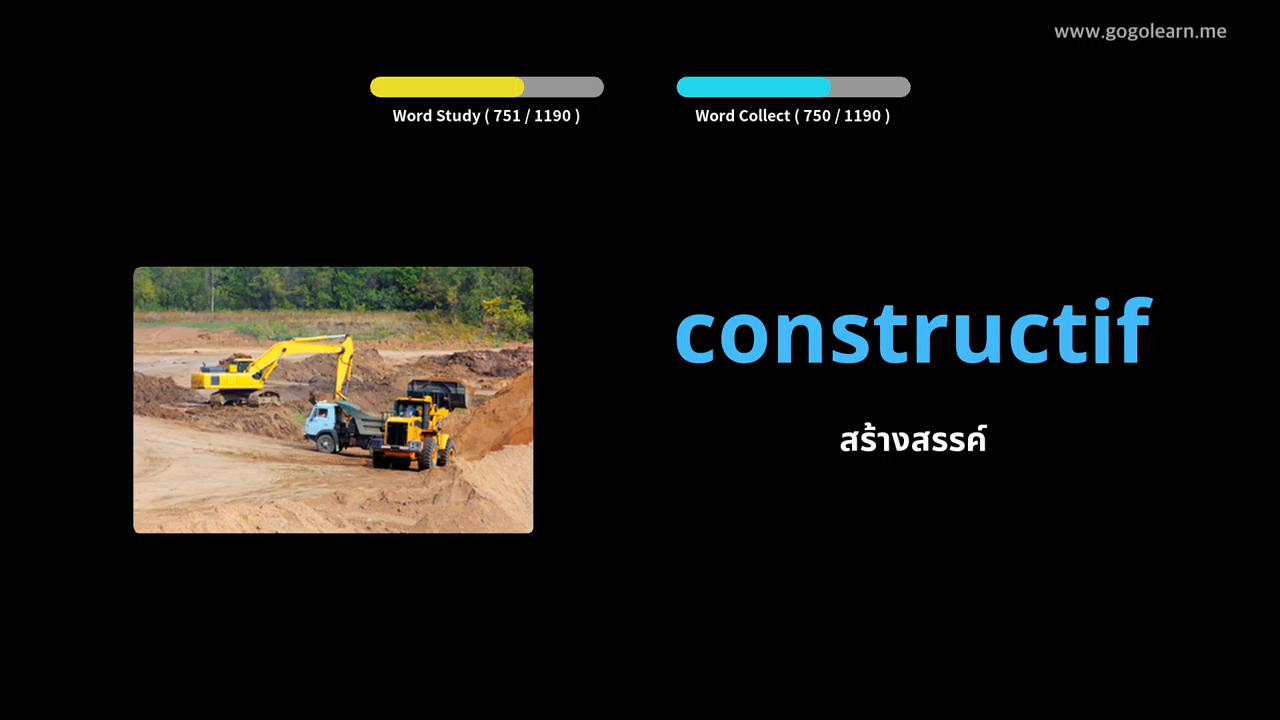 www.gogolearn.me
Word Study ( 751 / 1190 )
Word Collect ( 750 / 1190 )
constructif
สร้างสรรค์